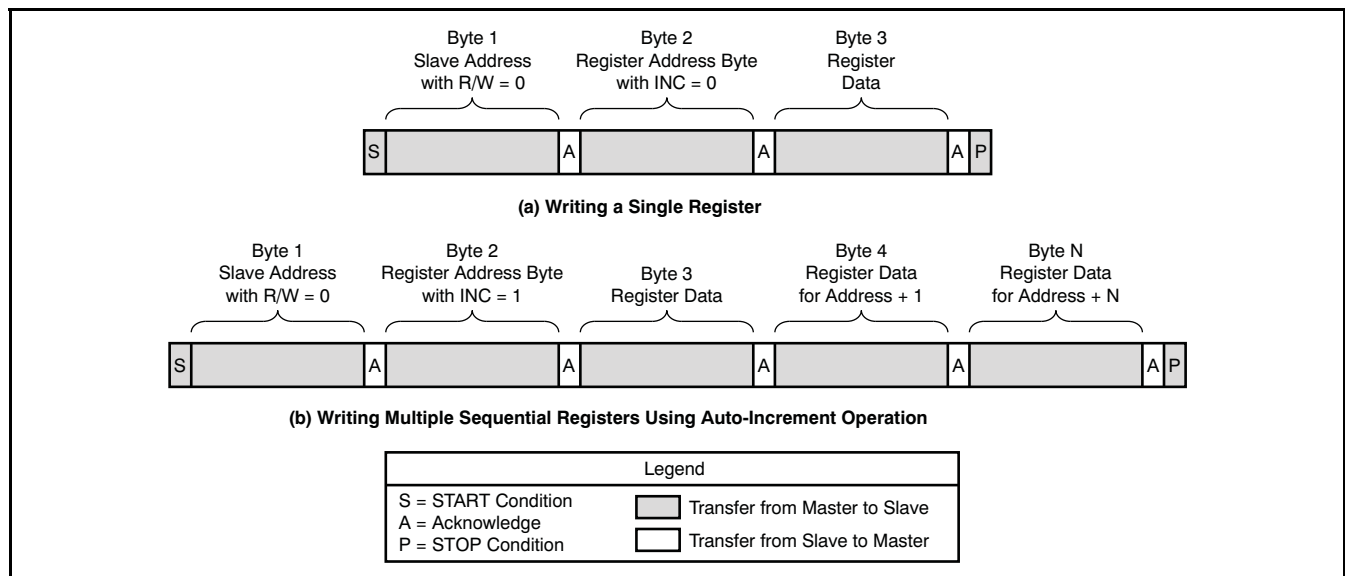 Byte 1
Slave Address
with R/W = 0
Byte 2
Register Address Byte
with INC = 0
Byte 3
Register
Data
S
A
A
A
P
(a) Writing a Single Register
Byte 1
Slave Address
with R/W = 0
Byte 2
Register Address Byte
with INC = 1
Byte 3
Register Data
Byte 4
Register Data
for Address + 1
Byte N
Register Data
for Address + N
S
A
A
A
A
A
P
(b) Writing Multiple Sequential Registers Using Auto-Increment Operation
Legend
S = START Condition
A = Acknowledge
P = STOP Condition
Transfer from Master to Slave
Transfer from Slave to Master